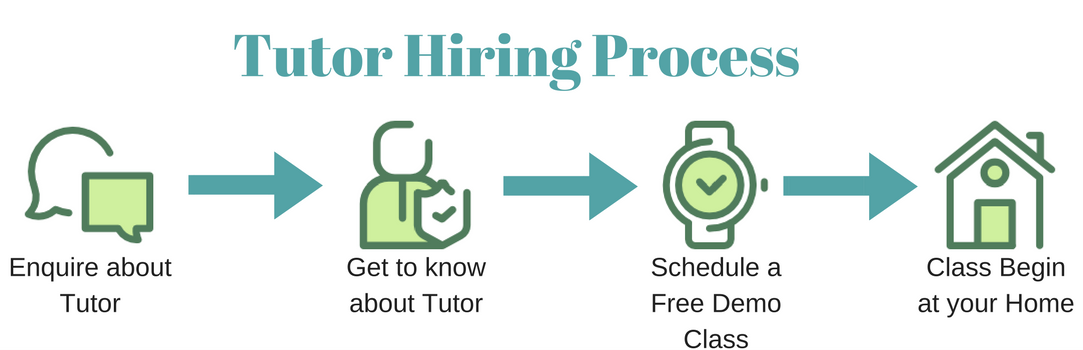 Tutor Hiring Process
Enquire about
Tutor
Get to know
about Tutor
Schedule a
Free Demo
Class
Class Begin
at your Home